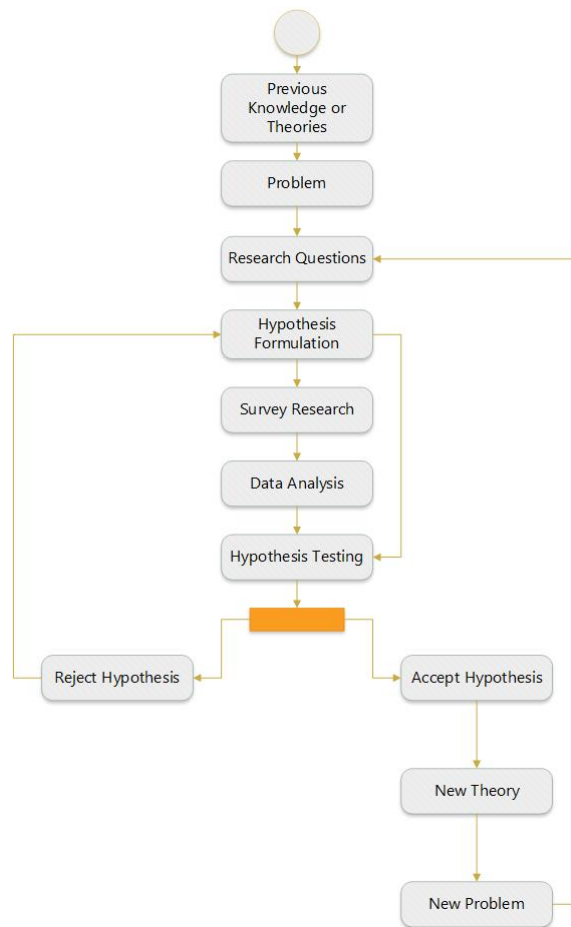 Previous
Knowledge or
Theories
Problem
Research Questions
Hypothesis
Formulation
Survey Research
Data Analysis
Hypothesis Testing
Reject Hypothesis
Accept Hypothesis
New Theory
New Problem